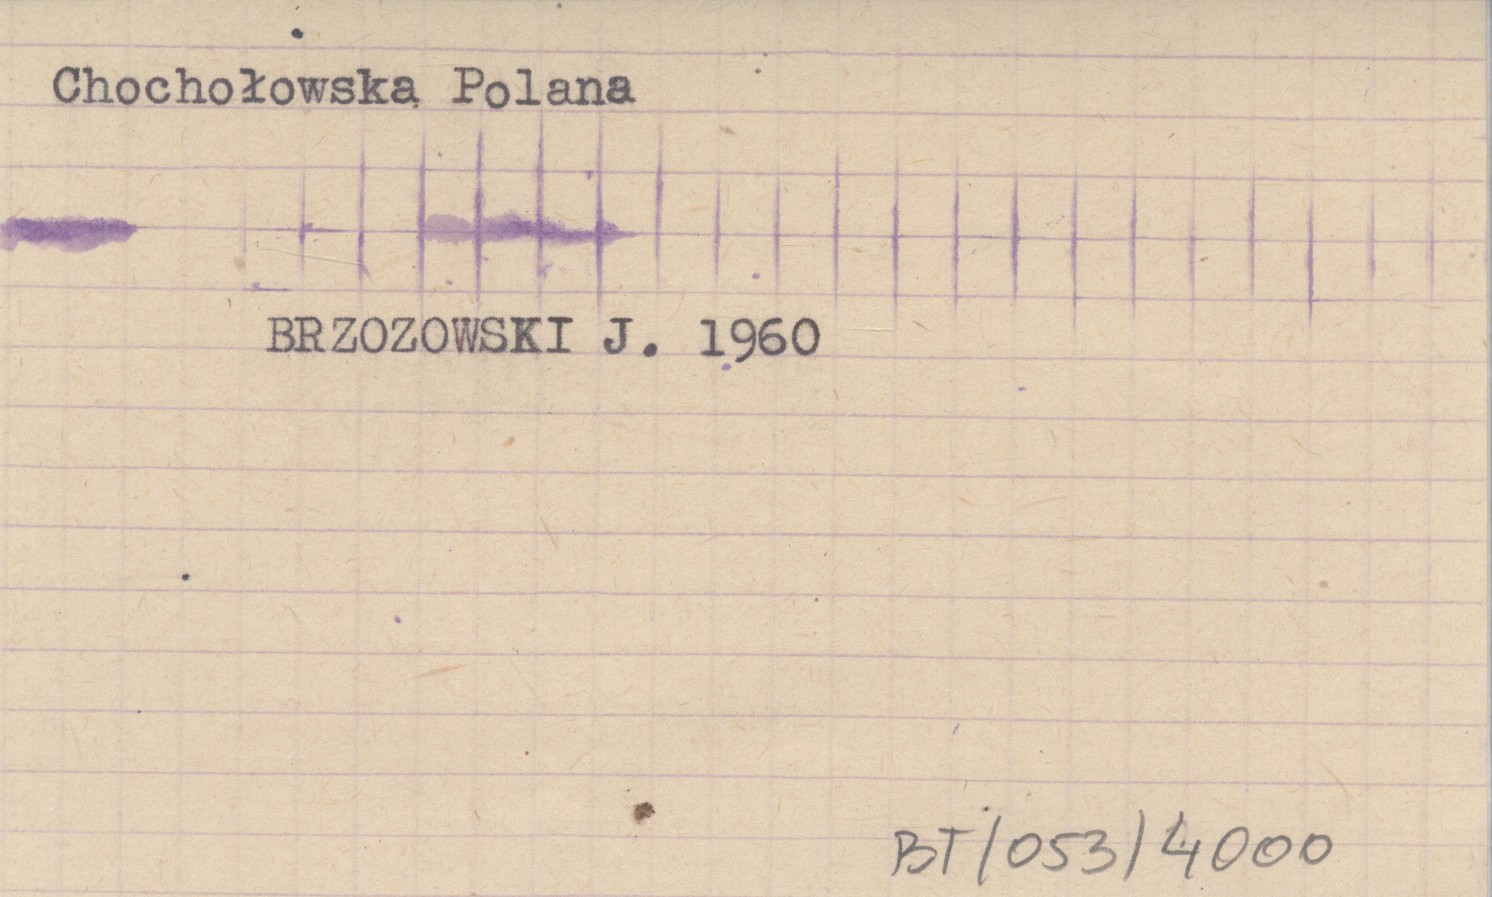 Chochołowska Polana
BRZOZOWSKI J. 1960
BT/053/4000